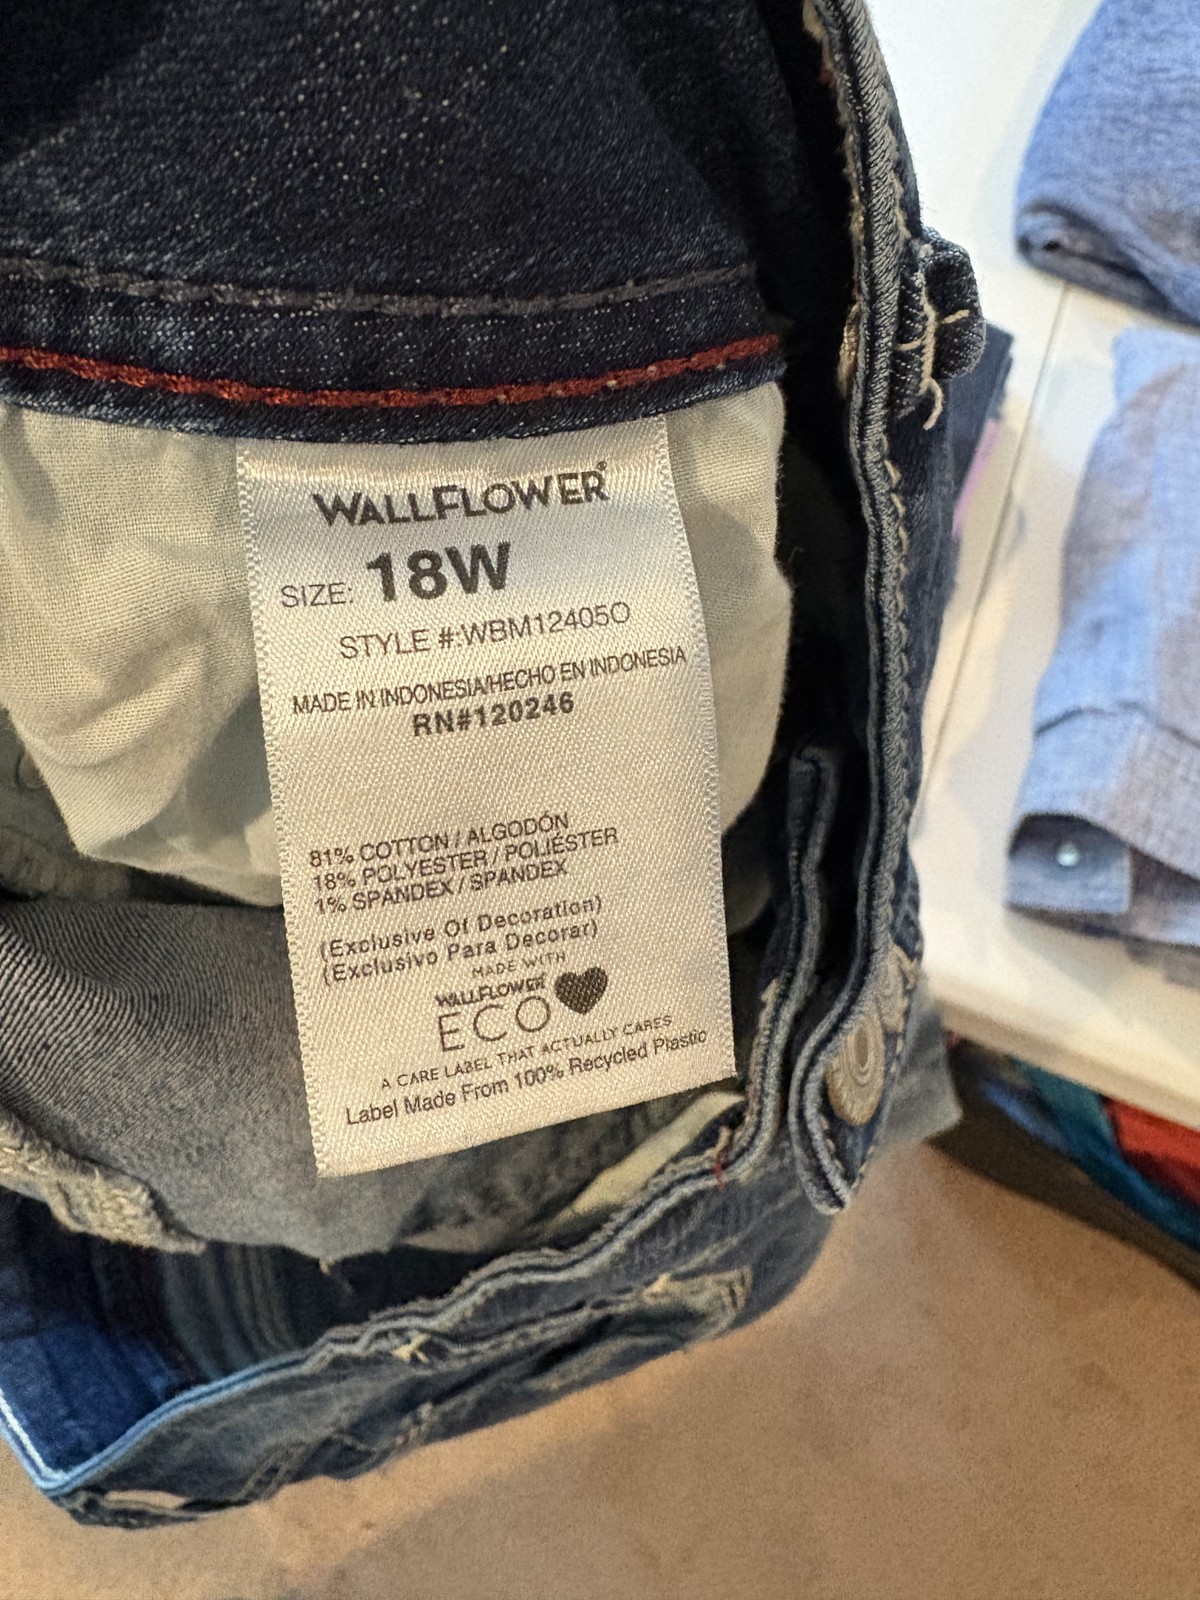 WALLFLOWER®
SIZE: 18W
STYLE #:WBM12405O
MADE IN INDONESIA/HECHO EN INDONESIA
RN#120246
81% COTTON / ALGODÓN
18% POLYESTER / POLIÉSTER
1% SPANDEX / SPANDEX
(Exclusive Of Decoration)
(Exclusivo Para Decorar)
MADE WITH
WALLFLOWER
ECO
A CARE LABEL THAT ACTUALLY CARES
Label Made From 100% Recycled Plastic